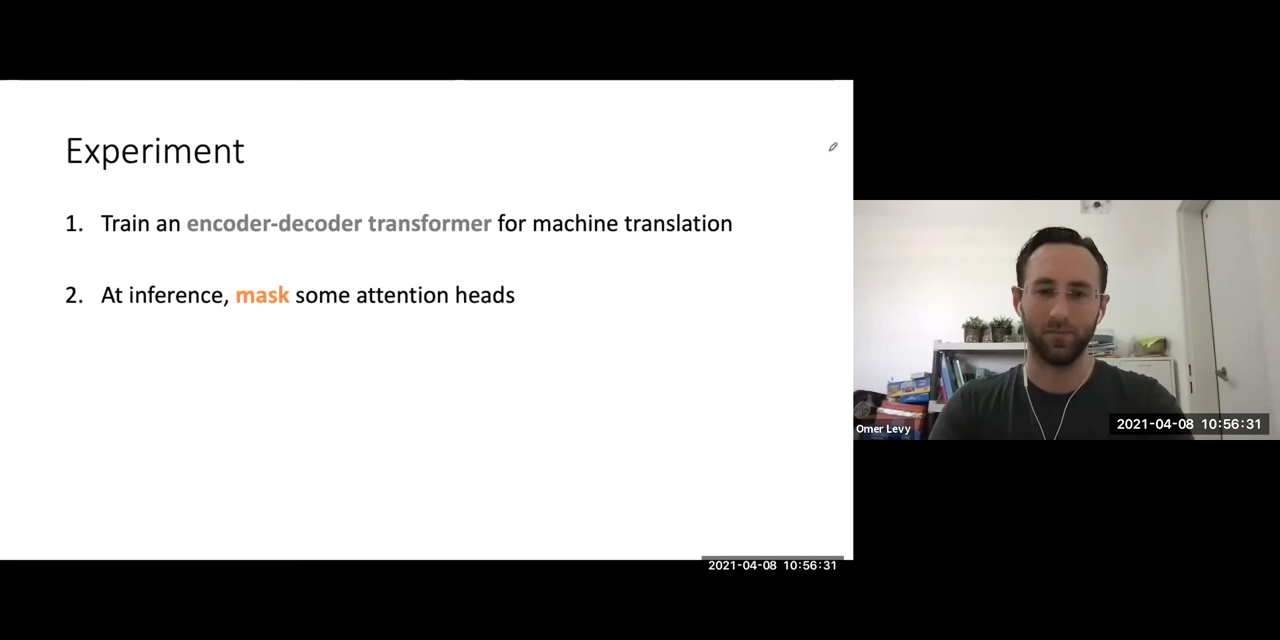 Experiment
1. Train an encoder-decoder transformer for machine translation
2. At inference, mask some attention heads
Omer Levy
2021-04-08 10:56:31
2021-04-08 10:56:31